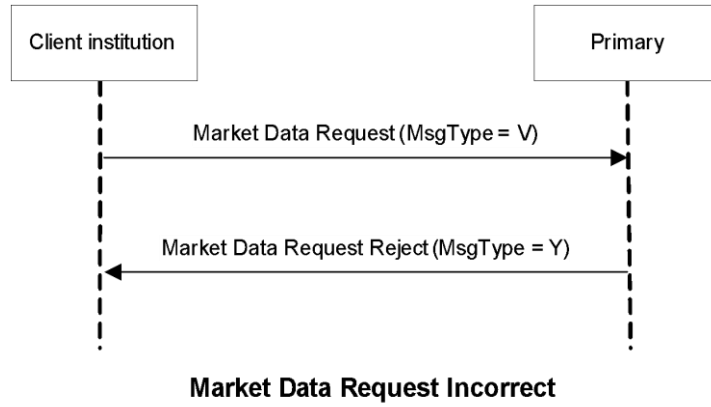 Client institution
Primary
Market Data Request (MsgType = V)
Market Data Request Reject (MsgType = Y)
Market Data Request Incorrect